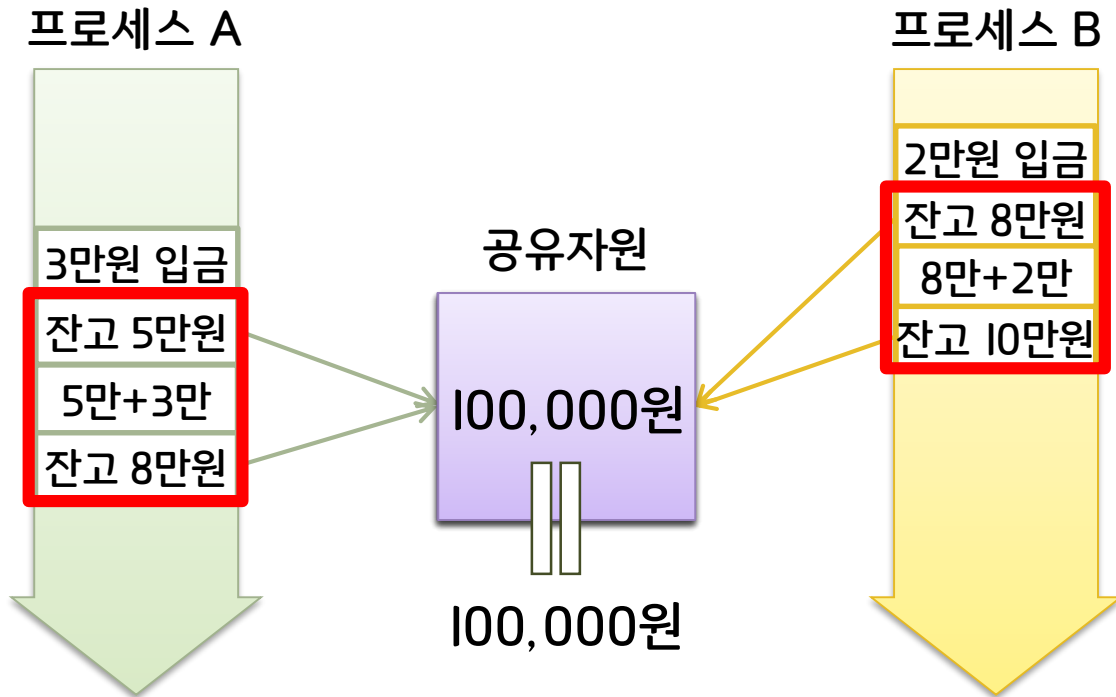 프로세스 A
3만원 입금
잔고 5만원
5만+3만
잔고 8만원
공유자원
100,000원
100,000원
프로세스 B
2만원 입금
잔고 8만원
8만+2만
잔고 10만원